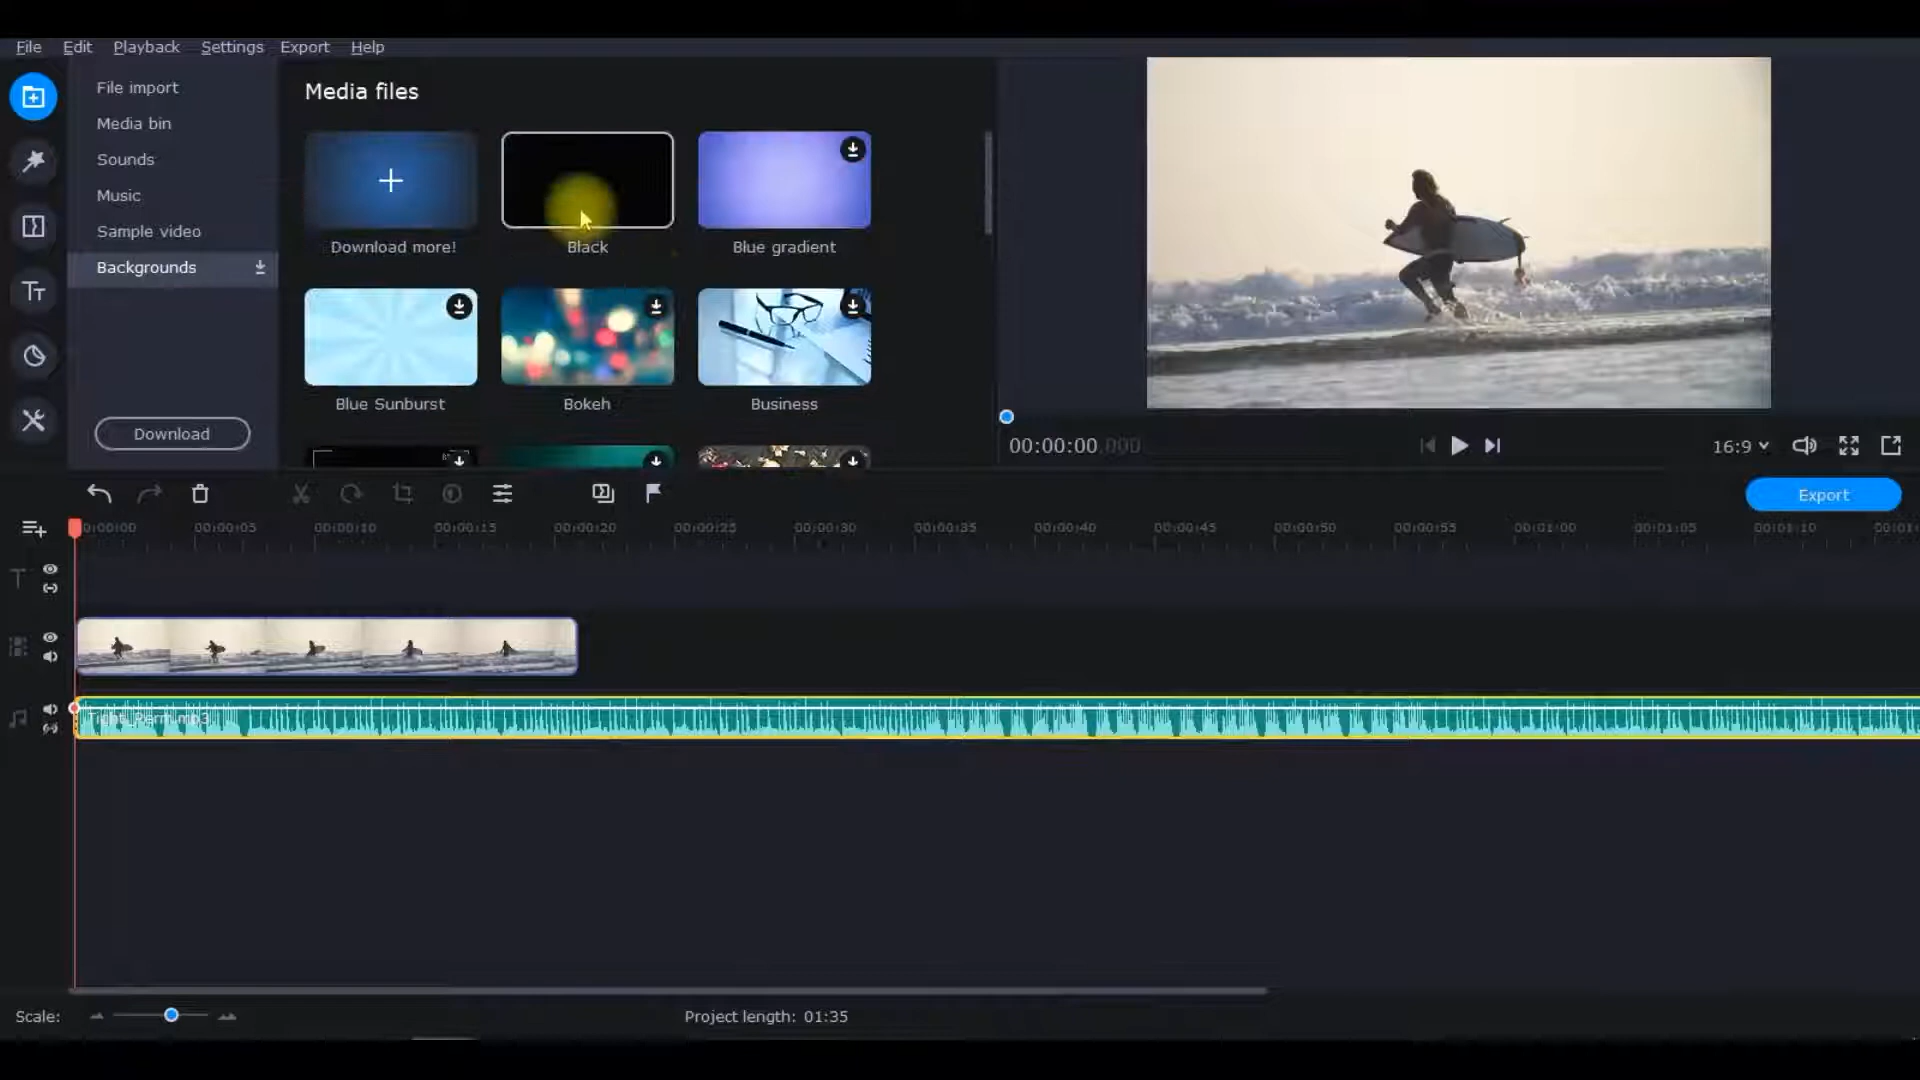 File Edit Playback Settings Export Help
File import
Media bin
Sounds
Music
Sample video
Backgrounds
Download
Media files
Download more!
Black
Blue gradient
Blue Sunburst
Bokeh
Business
00:00:00.000
16:9
Export
00:00:05 00:00:10 00:00:15 00:00:20 00:00:25 00:00:30 00:00:35 00:00:40 00:00:45 00:00:50 00:00:55 00:01:00 00:01:05 00:01:10
Tight_Perm.mp3
Scale:
Project length: 01:35